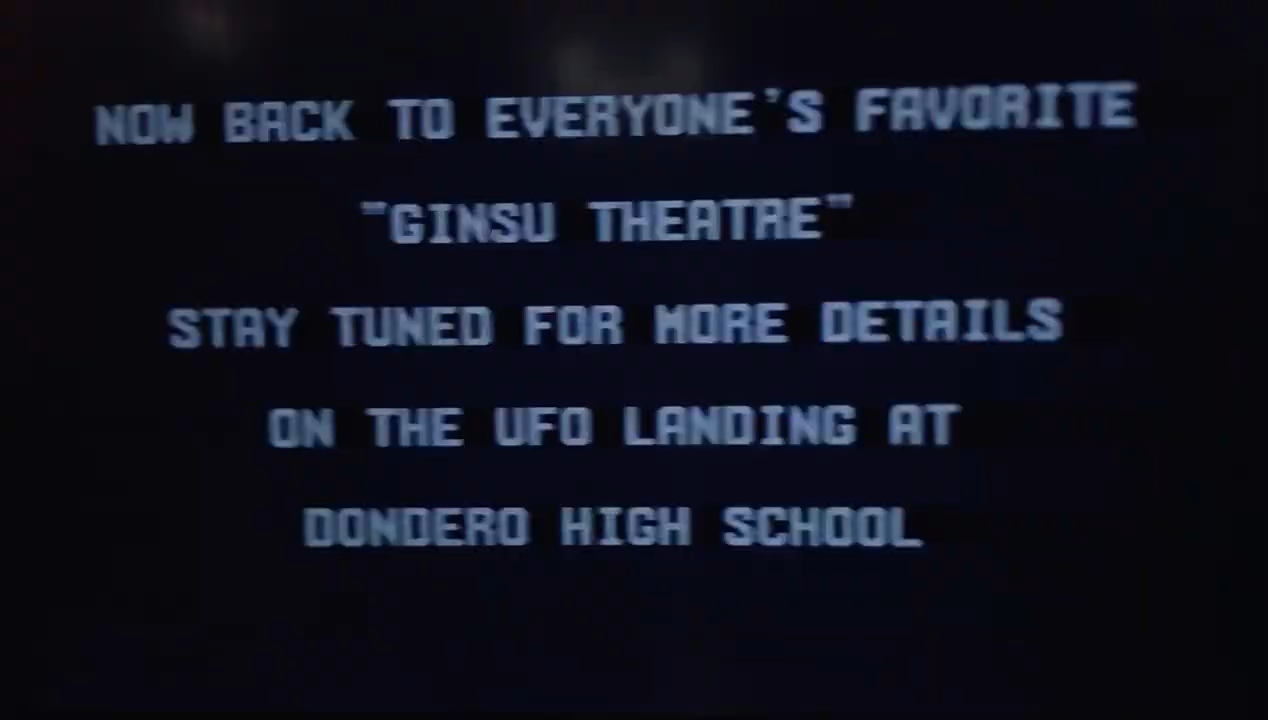 NOW BACK TO EVERYONE'S FAVORITE
"GINSU THEATRE"
STAY TUNED FOR MORE DETAILS
ON THE UFO LANDING AT
DONDERO HIGH SCHOOL